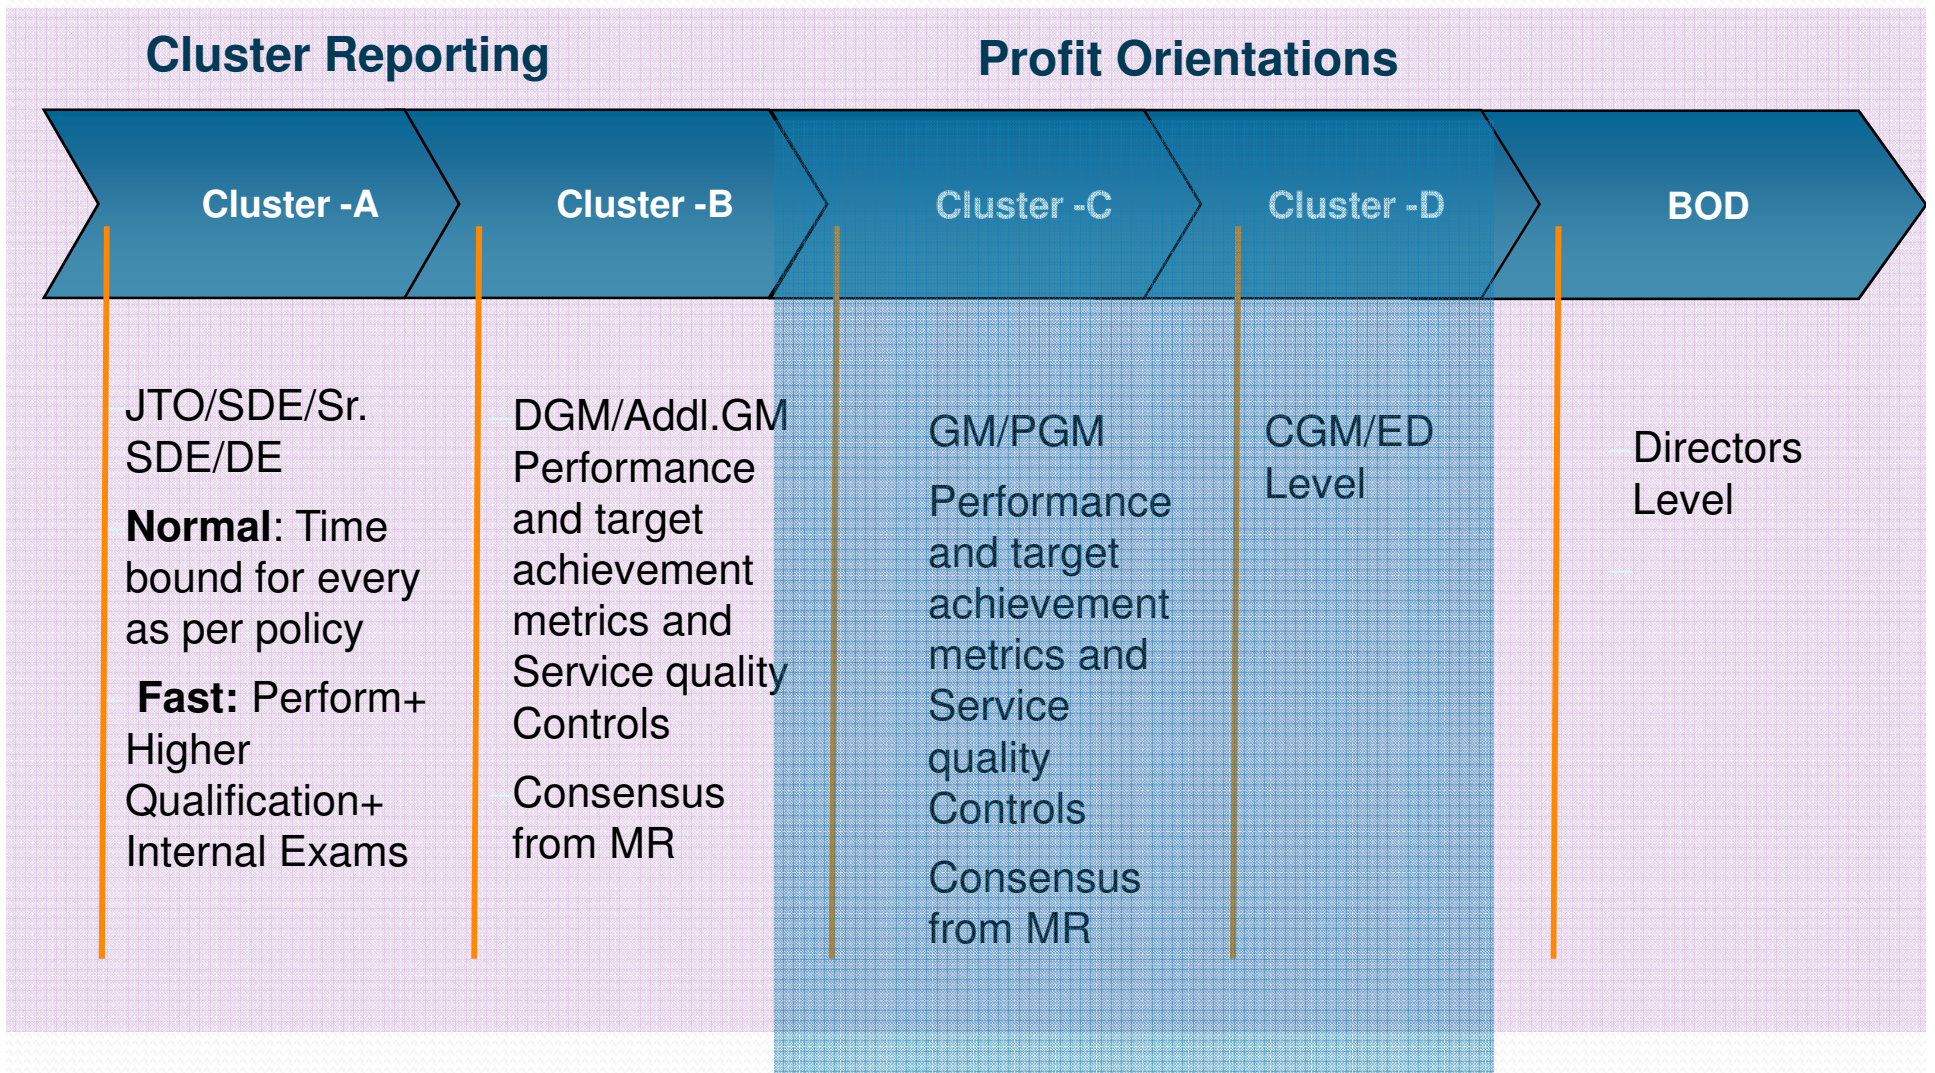 Cluster Reporting
Profit Orientations
Cluster -A
Cluster -B
Cluster -C
Cluster -D
BOD
JTO/SDE/Sr.
SDE/DE
Normal: Time
bound for every
as per policy
Fast: Perform+
Higher
Qualification+
Internal Exams
DGM/Addl.GM
Performance
and target
achievement
metrics and
Service quality
Controls
Consensus
from MR
GM/PGM
Performance
and target
achievement
metrics and
Service
quality
Controls
Consensus
from MR
CGM/ED
Level
Directors
Level